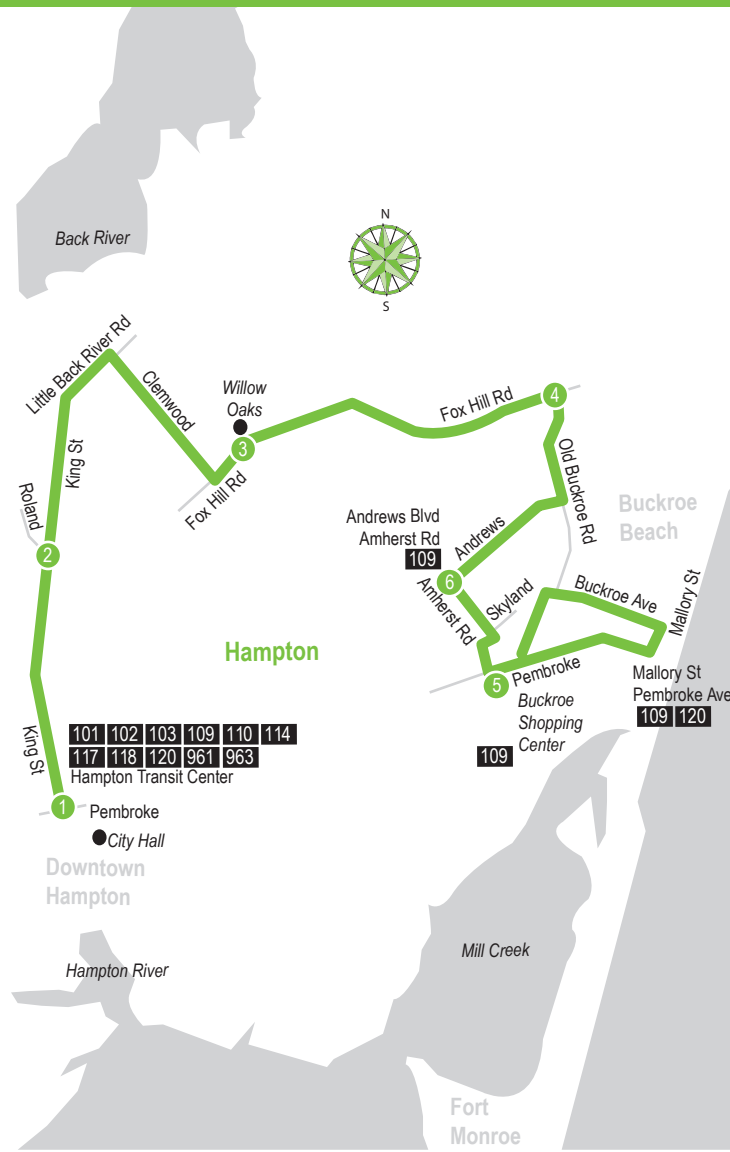 Back River
N
S
Little Back River Rd
Clemwood
Willow
Oaks
3
Fox Hill Rd
Fox Hill Rd
4
King St
Roland
2
Old Buckroe Rd
Buckroe
Beach
Andrews Blvd
Amherst Rd
109
Andrews
6
Amherst Rd
Skyland
Buckroe Ave
Mallory St
Hampton
5
Pembroke
Buckroe
Shopping
Center
109
Mallory St
Pembroke Ave
109 120
King St
101 102 103 109 110 114
117 118 120 961 963
Hampton Transit Center
1
Pembroke
City Hall
Downtown
Hampton
Hampton River
Mill Creek
Fort
Monroe